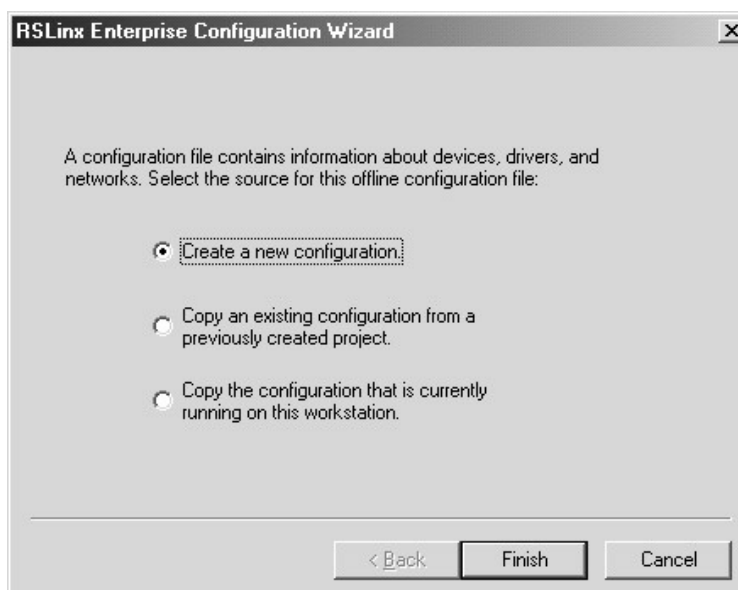 RSLinx Enterprise Configuration Wizard
A configuration file contains information about devices, drivers, and
networks. Select the source for this offline configuration file:
Create a new configuration.
Copy an existing configuration from a
previously created project.
Copy the configuration that is currently
running on this workstation.
< Back
Finish
Cancel